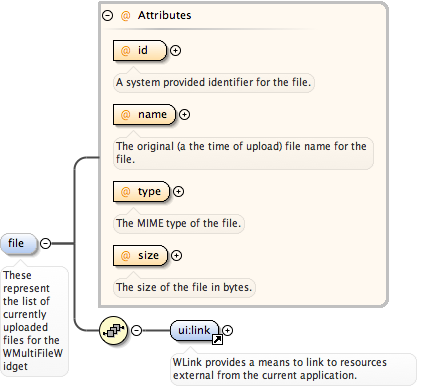 @ Attributes
@ id
A system provided identifier for the file.
@ name
The original (a the time of upload) file name for the
file.
@ type
The MIME type of the file.
@ size
The size of the file in bytes.
file
These
represent
the list of
currently
uploaded
files for the
WMultiFileW
idget
ui:link
WLink provides a means to link to resources
external from the current application.